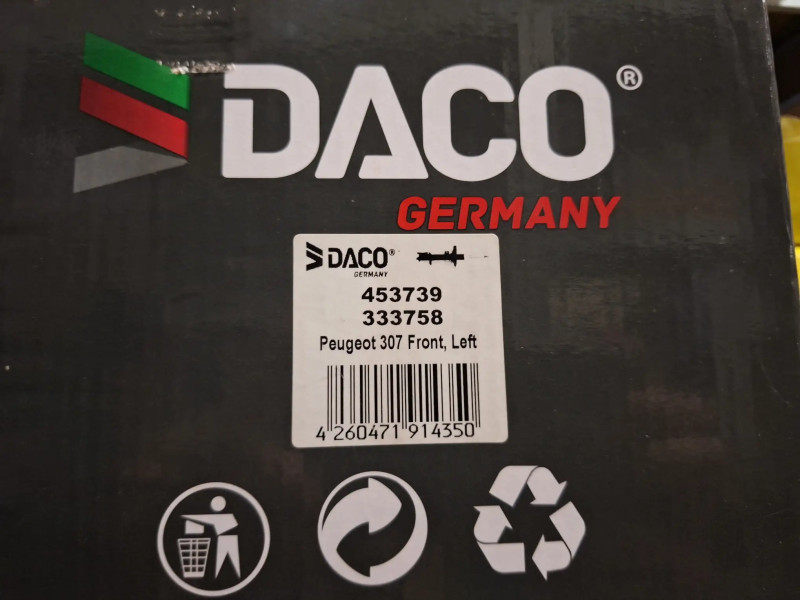 DACO®
GERMANY
DACO®
GERMANY
453739
333758
Peugeot 307 Front, Left
4 260471 914350